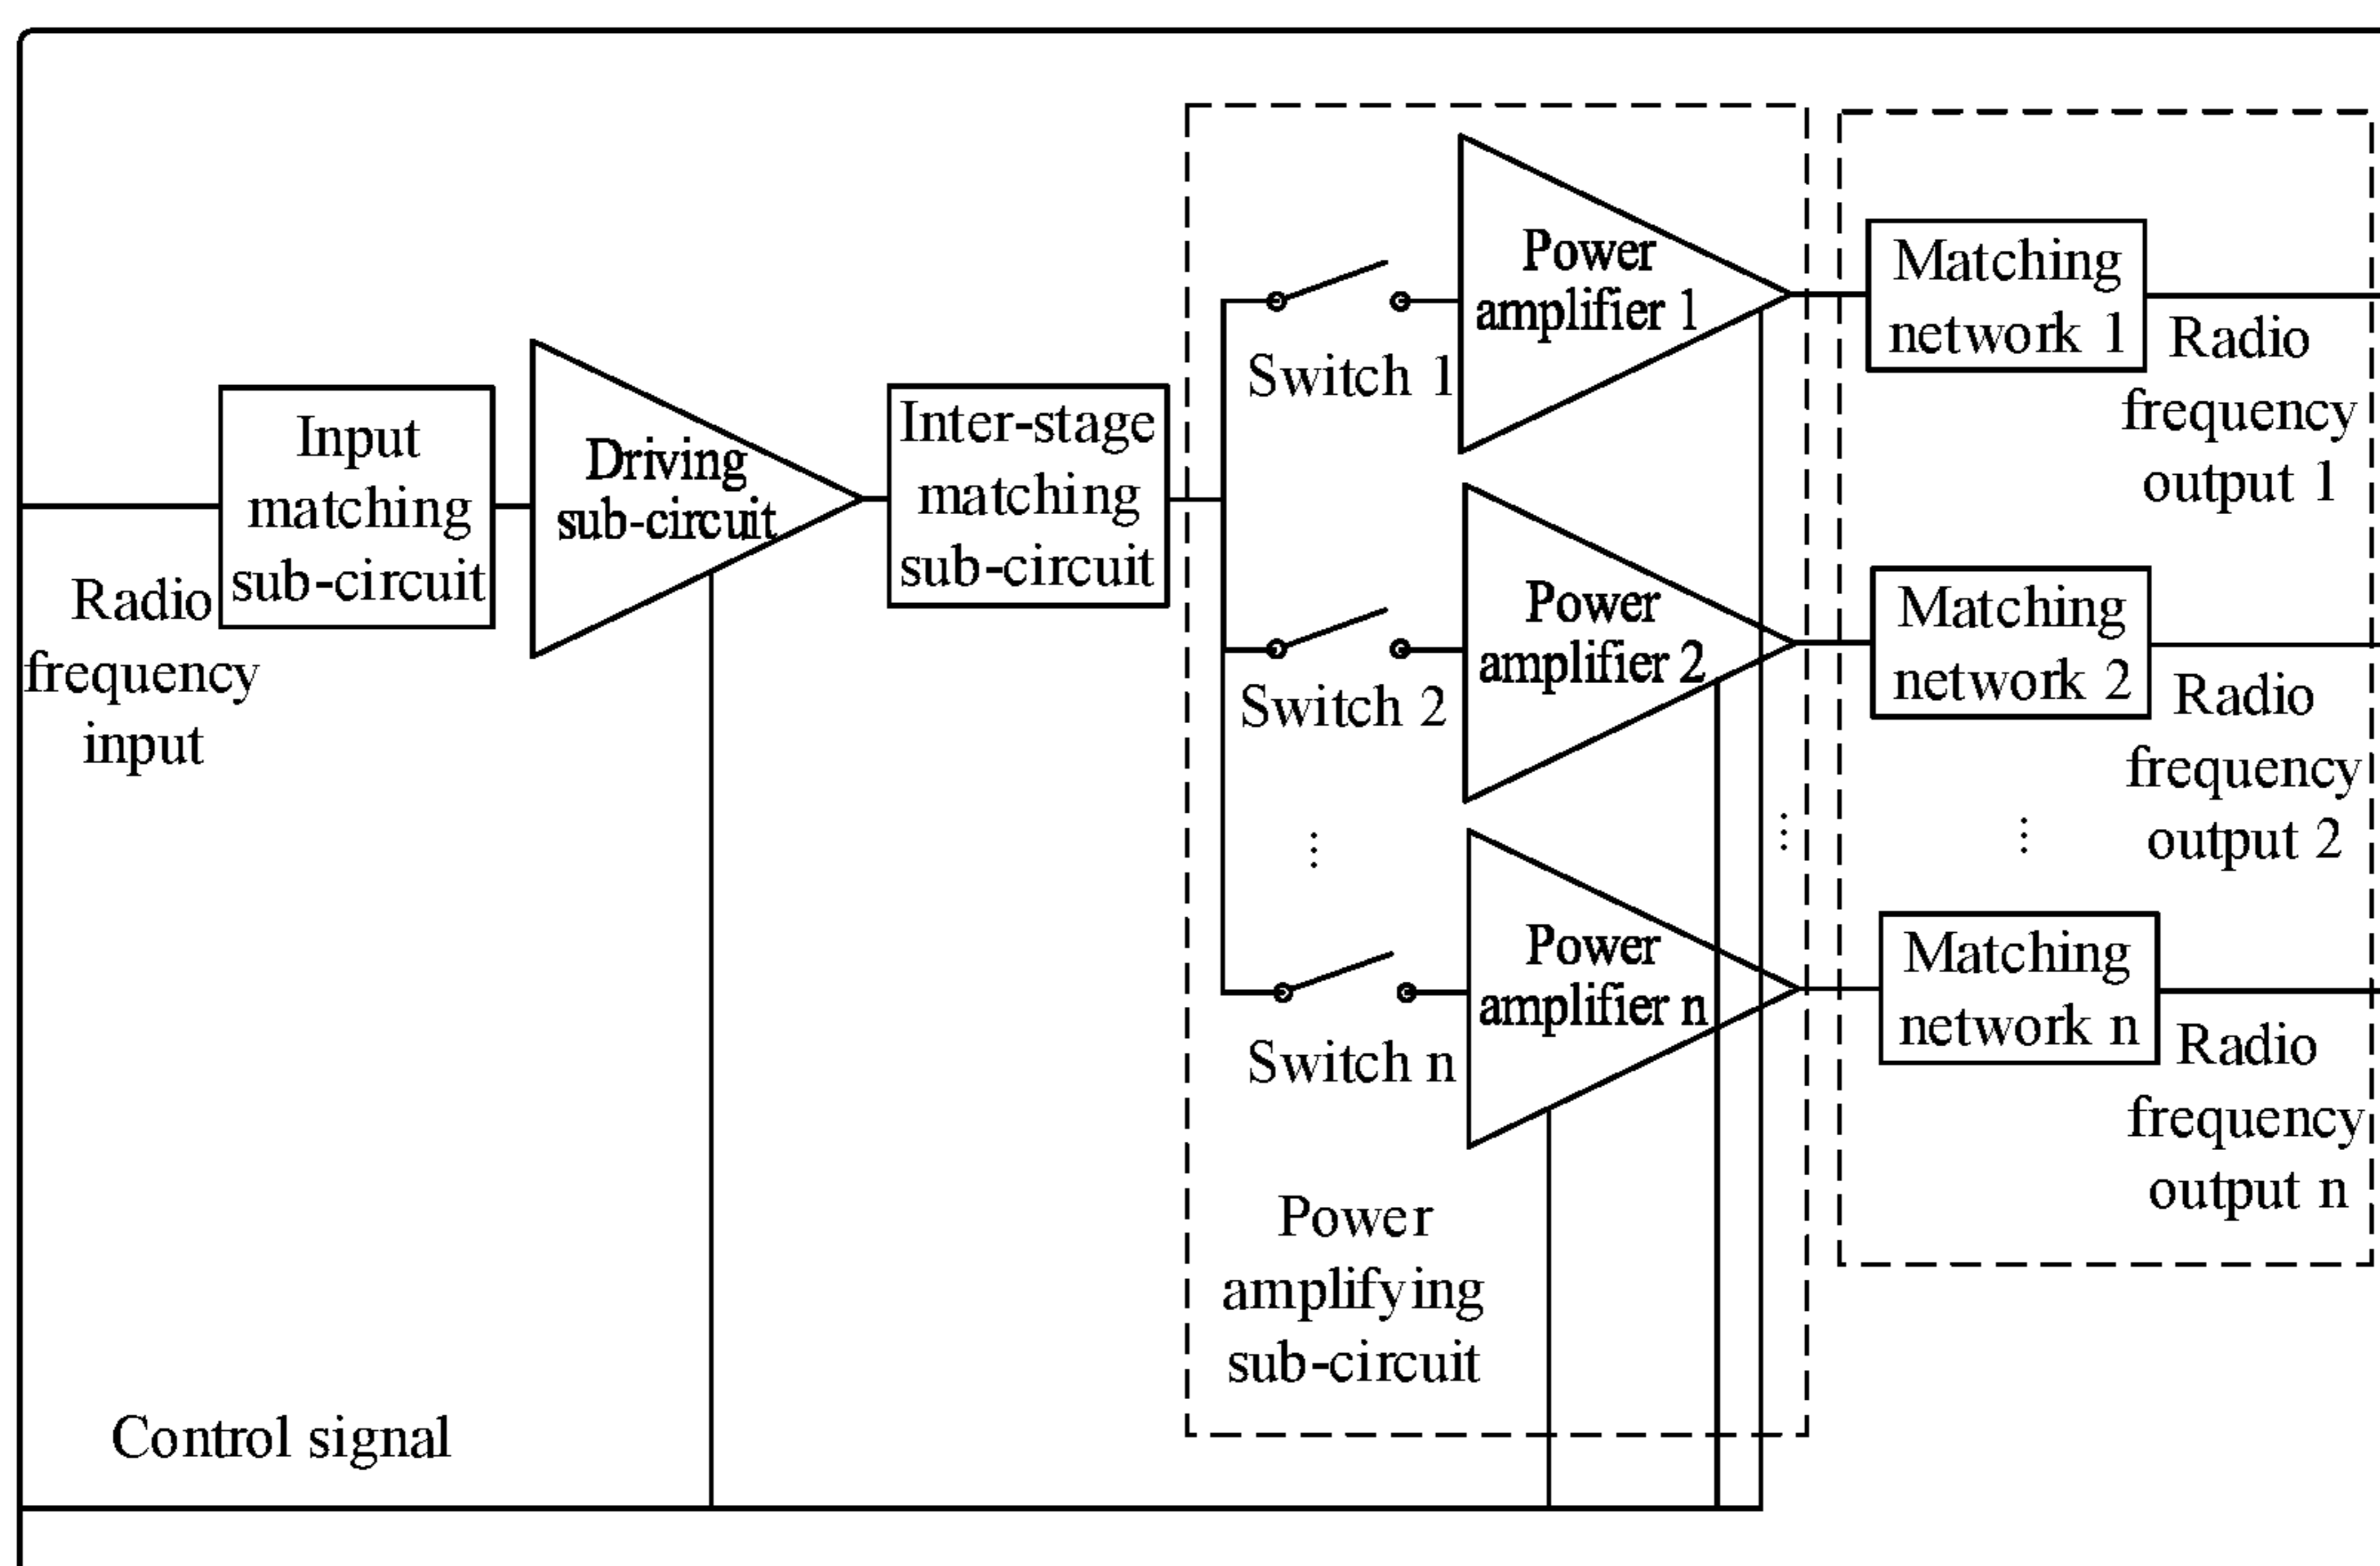 Input
matching
sub-circuit
Radio
frequency
input
Driving
sub-circuit
Inter-stage
matching
sub-circuit
Switch 1
Power
amplifier 1
Matching
network 1
Radio
frequency
output 1
Switch 2
Power
amplifier 2
Matching
network 2
Radio
frequency
output 2
Switch n
Power
amplifier n
Matching
network n
Radio
frequency
output n
Power
amplifying
sub-circuit
Control signal